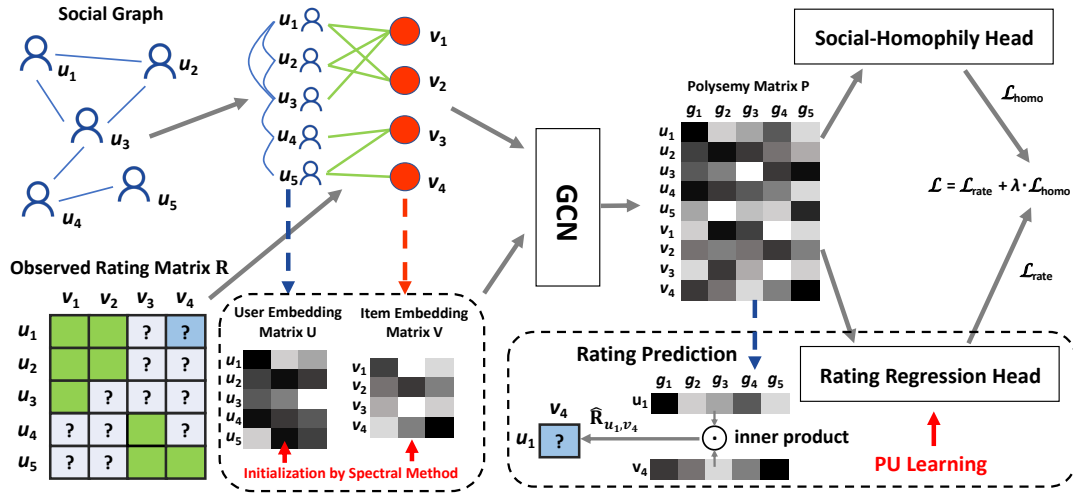 Social Graph
u1
u2
u3
u4
u5
Observed Rating Matrix R
v1 v2 v3 v4
u1 ? ?
u2 ? ?
u3 ? ? ?
u4 ? ? ?
u5 ? ?
u1
u2
u3
u4
u5
v1
v2
v3
v4
User Embedding
Matrix U
u1
u2
u3
u4
u5
Item Embedding
Matrix V
v1
v2
v3
v4
Initialization by Spectral Method
GCN
Polysemy Matrix P
g1 g2 g3 g4 g5
u1
u2
u3
u4
u5
v1
v2
v3
v4
Social-Homophily Head
ℒhomo
ℒ = ℒrate + λ·ℒhomo
ℒrate
Rating Prediction
g1 g2 g3 g4 g5
u1
v4
u1 ?
R̂u1,v4
inner product
v4
Rating Regression Head
PU Learning